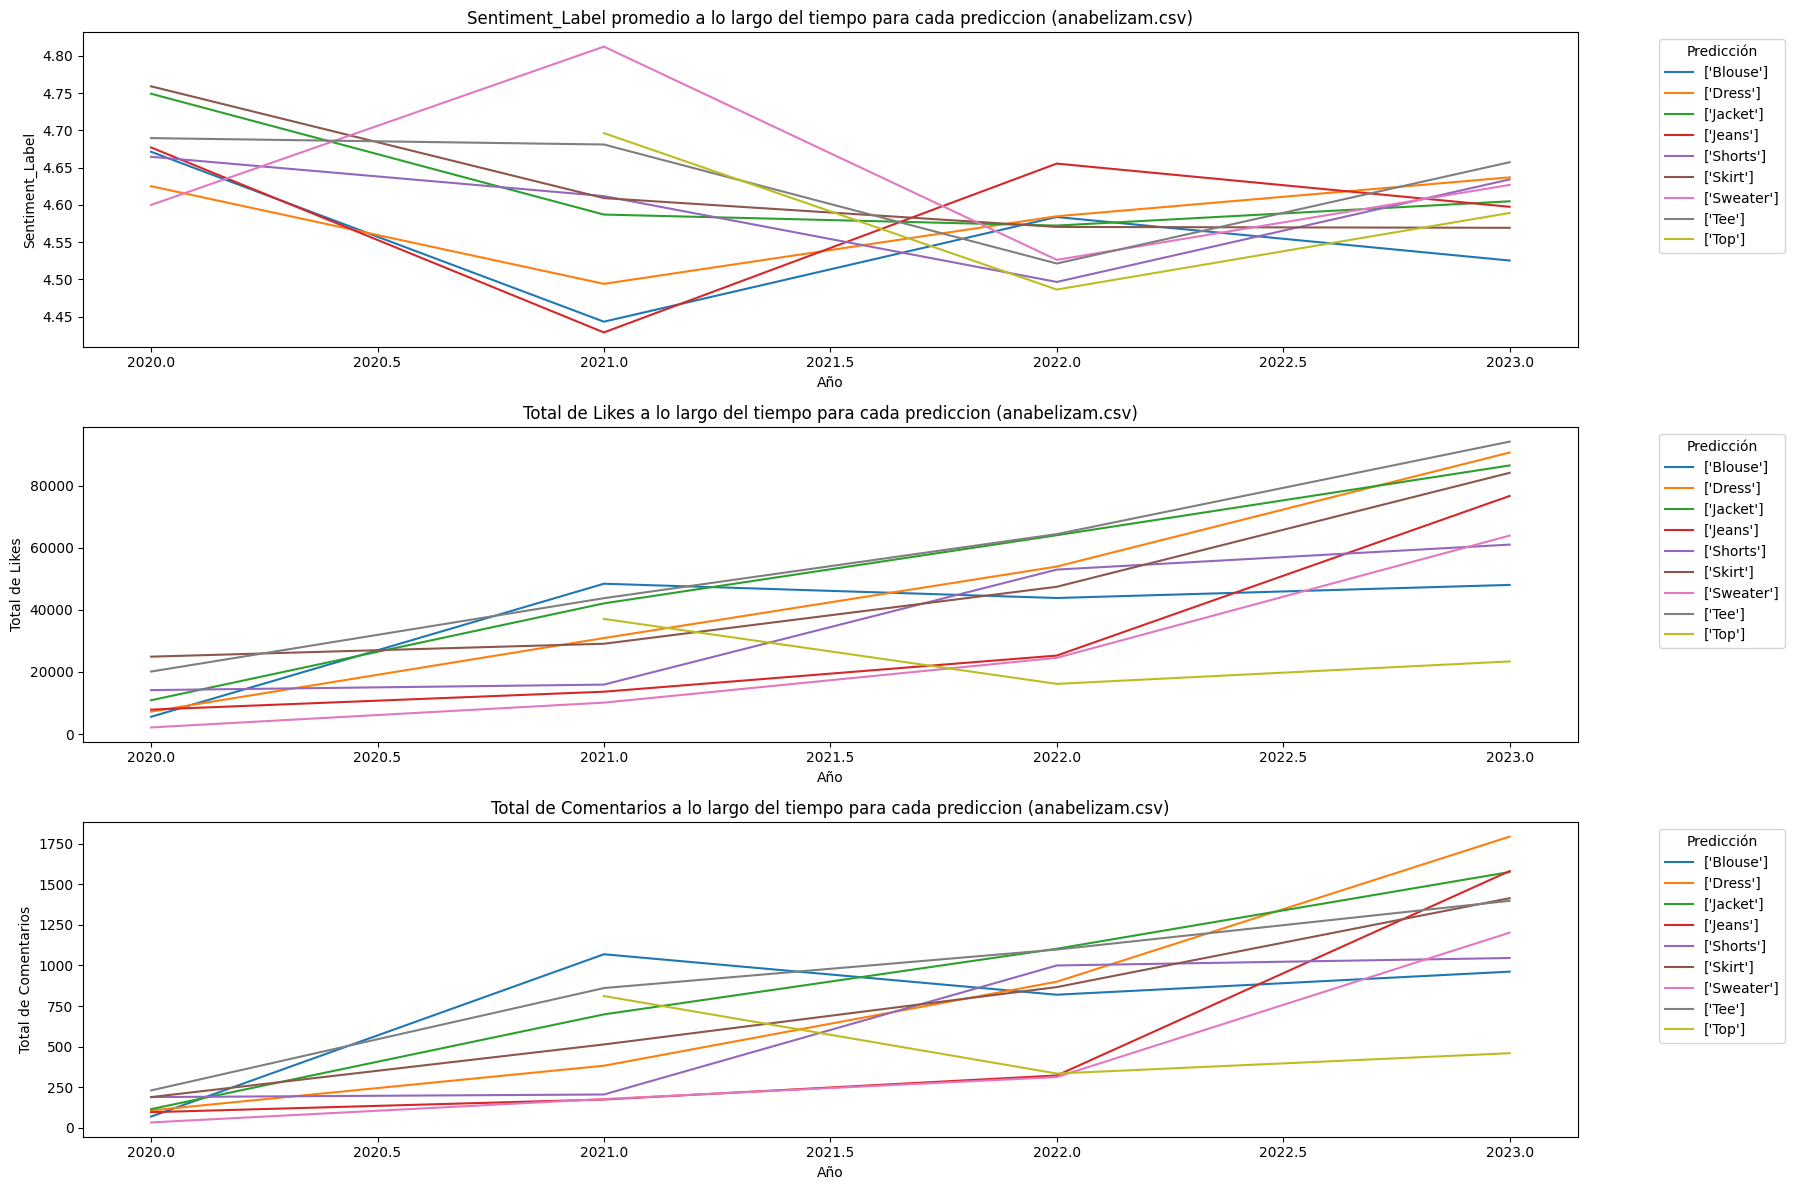 Sentiment_Label promedio a lo largo del tiempo para cada prediccion (anabelizam.csv)
4.80
4.75
4.70
4.65
4.60
4.55
4.50
4.45
Sentiment_Label
2020.0 2020.5 2021.0 2021.5 2022.0 2022.5 2023.0
Año
Predicción
['Blouse']
['Dress']
['Jacket']
['Jeans']
['Shorts']
['Skirt']
['Sweater']
['Tee']
['Top']
Total de Likes a lo largo del tiempo para cada prediccion (anabelizam.csv)
80000
60000
40000
20000
0
Total de Likes
2020.0 2020.5 2021.0 2021.5 2022.0 2022.5 2023.0
Año
Predicción
['Blouse']
['Dress']
['Jacket']
['Jeans']
['Shorts']
['Skirt']
['Sweater']
['Tee']
['Top']
Total de Comentarios a lo largo del tiempo para cada prediccion (anabelizam.csv)
1750
1500
1250
1000
750
500
250
0
Total de Comentarios
2020.0 2020.5 2021.0 2021.5 2022.0 2022.5 2023.0
Año
Predicción
['Blouse']
['Dress']
['Jacket']
['Jeans']
['Shorts']
['Skirt']
['Sweater']
['Tee']
['Top']